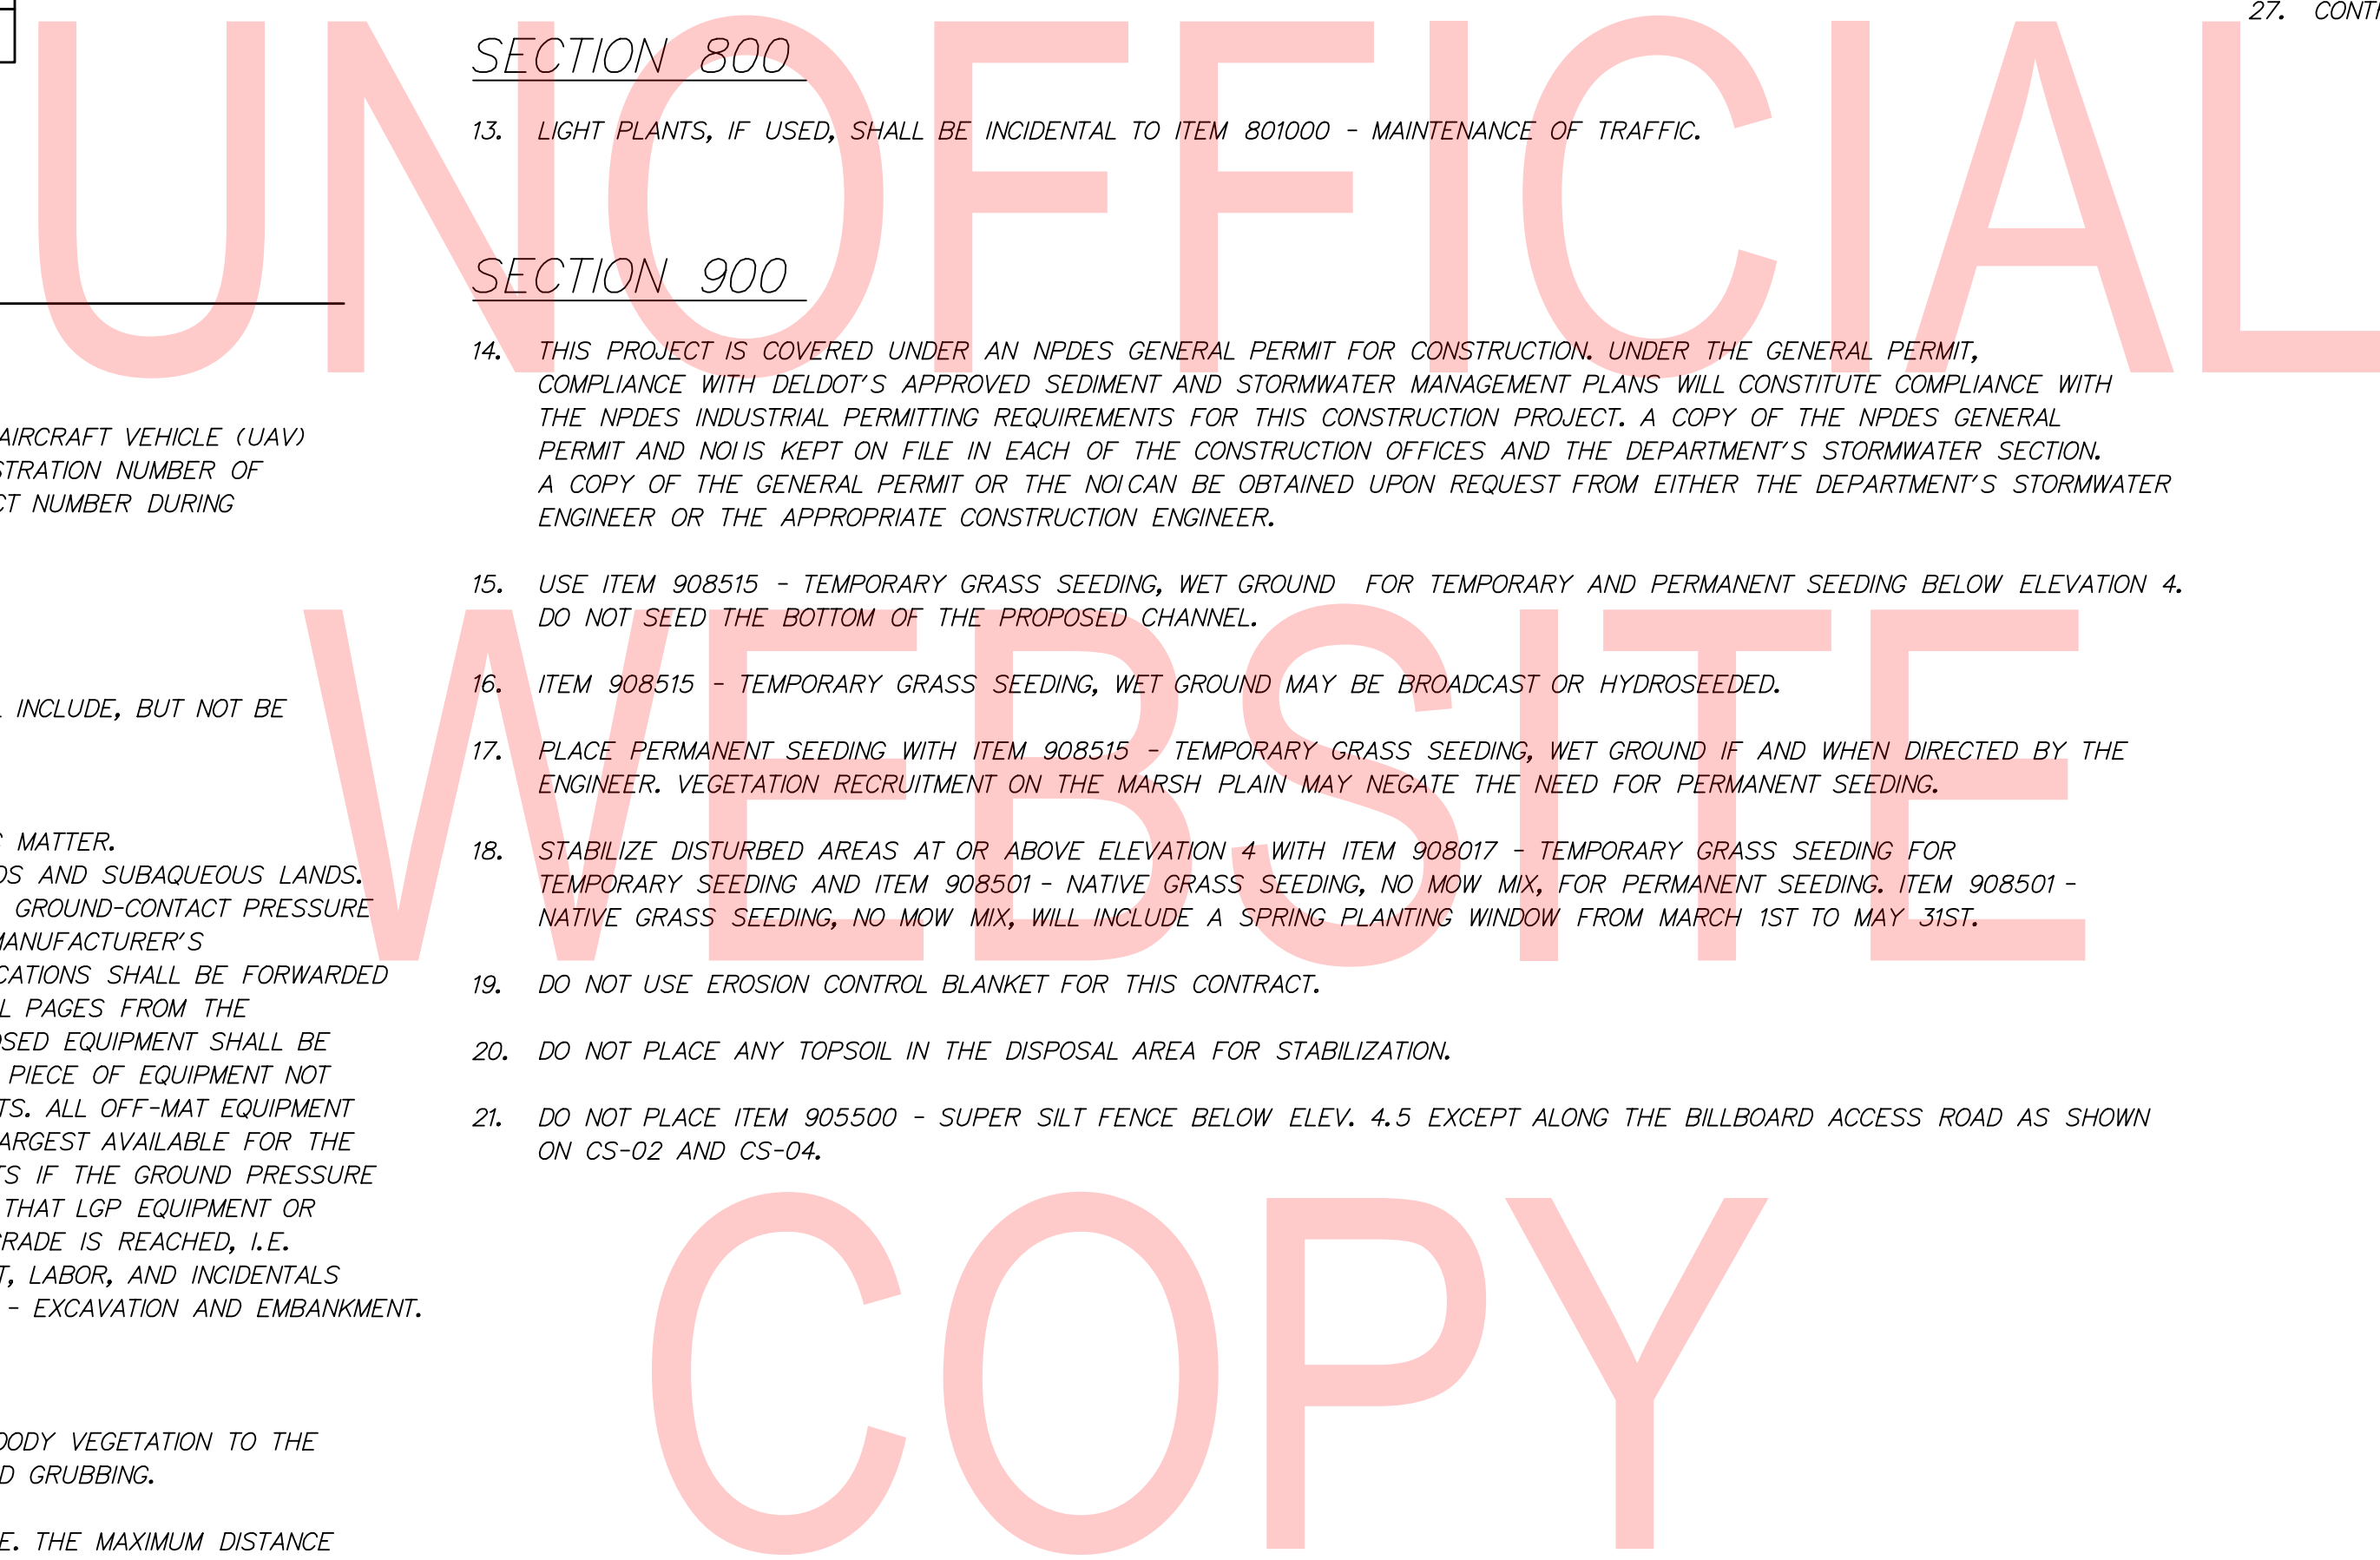 AIRCRAFT VEHICLE (UAV)
STRATION NUMBER OF
CT NUMBER DURING
INCLUDE, BUT NOT BE
MATTER.
DS AND SUBAQUEOUS LANDS.
GROUND-CONTACT PRESSURE
MANUFACTURER'S
CATIONS SHALL BE FORWARDED
L PAGES FROM THE
OSED EQUIPMENT SHALL BE
PIECE OF EQUIPMENT NOT
TS. ALL OFF-MAT EQUIPMENT
ARGEST AVAILABLE FOR THE
TS IF THE GROUND PRESSURE
THAT LGP EQUIPMENT OR
GRADE IS REACHED, I.E.
T, LABOR, AND INCIDENTALS
- EXCAVATION AND EMBANKMENT.
OODY VEGETATION TO THE
D GRUBBING.
E. THE MAXIMUM DISTANCE
SECTION 800
13. LIGHT PLANTS, IF USED, SHALL BE INCIDENTAL TO ITEM 801000 - MAINTENANCE OF TRAFFIC.
SECTION 900
14. THIS PROJECT IS COVERED UNDER AN NPDES GENERAL PERMIT FOR CONSTRUCTION. UNDER THE GENERAL PERMIT,
COMPLIANCE WITH DELDOT'S APPROVED SEDIMENT AND STORMWATER MANAGEMENT PLANS WILL CONSTITUTE COMPLIANCE WITH
THE NPDES INDUSTRIAL PERMITTING REQUIREMENTS FOR THIS CONSTRUCTION PROJECT. A COPY OF THE NPDES GENERAL
PERMIT AND NOI IS KEPT ON FILE IN EACH OF THE CONSTRUCTION OFFICES AND THE DEPARTMENT'S STORMWATER SECTION.
A COPY OF THE GENERAL PERMIT OR THE NOI CAN BE OBTAINED UPON REQUEST FROM EITHER THE DEPARTMENT'S STORMWATER
ENGINEER OR THE APPROPRIATE CONSTRUCTION ENGINEER.
15. USE ITEM 908515 - TEMPORARY GRASS SEEDING, WET GROUND FOR TEMPORARY AND PERMANENT SEEDING BELOW ELEVATION 4.
DO NOT SEED THE BOTTOM OF THE PROPOSED CHANNEL.
16. ITEM 908515 - TEMPORARY GRASS SEEDING, WET GROUND MAY BE BROADCAST OR HYDROSEEDED.
17. PLACE PERMANENT SEEDING WITH ITEM 908515 - TEMPORARY GRASS SEEDING, WET GROUND IF AND WHEN DIRECTED BY THE
ENGINEER. VEGETATION RECRUITMENT ON THE MARSH PLAIN MAY NEGATE THE NEED FOR PERMANENT SEEDING.
18. STABILIZE DISTURBED AREAS AT OR ABOVE ELEVATION 4 WITH ITEM 908017 - TEMPORARY GRASS SEEDING FOR
TEMPORARY SEEDING AND ITEM 908501 - NATIVE GRASS SEEDING, NO MOW MIX, FOR PERMANENT SEEDING. ITEM 908501 -
NATIVE GRASS SEEDING, NO MOW MIX, WILL INCLUDE A SPRING PLANTING WINDOW FROM MARCH 1ST TO MAY 31ST.
19. DO NOT USE EROSION CONTROL BLANKET FOR THIS CONTRACT.
20. DO NOT PLACE ANY TOPSOIL IN THE DISPOSAL AREA FOR STABILIZATION.
21. DO NOT PLACE ITEM 905500 - SUPER SILT FENCE BELOW ELEV. 4.5 EXCEPT ALONG THE BILLBOARD ACCESS ROAD AS SHOWN
ON CS-02 AND CS-04.
27. CONT
UNOFFICIAL
WEBSITE
COPY